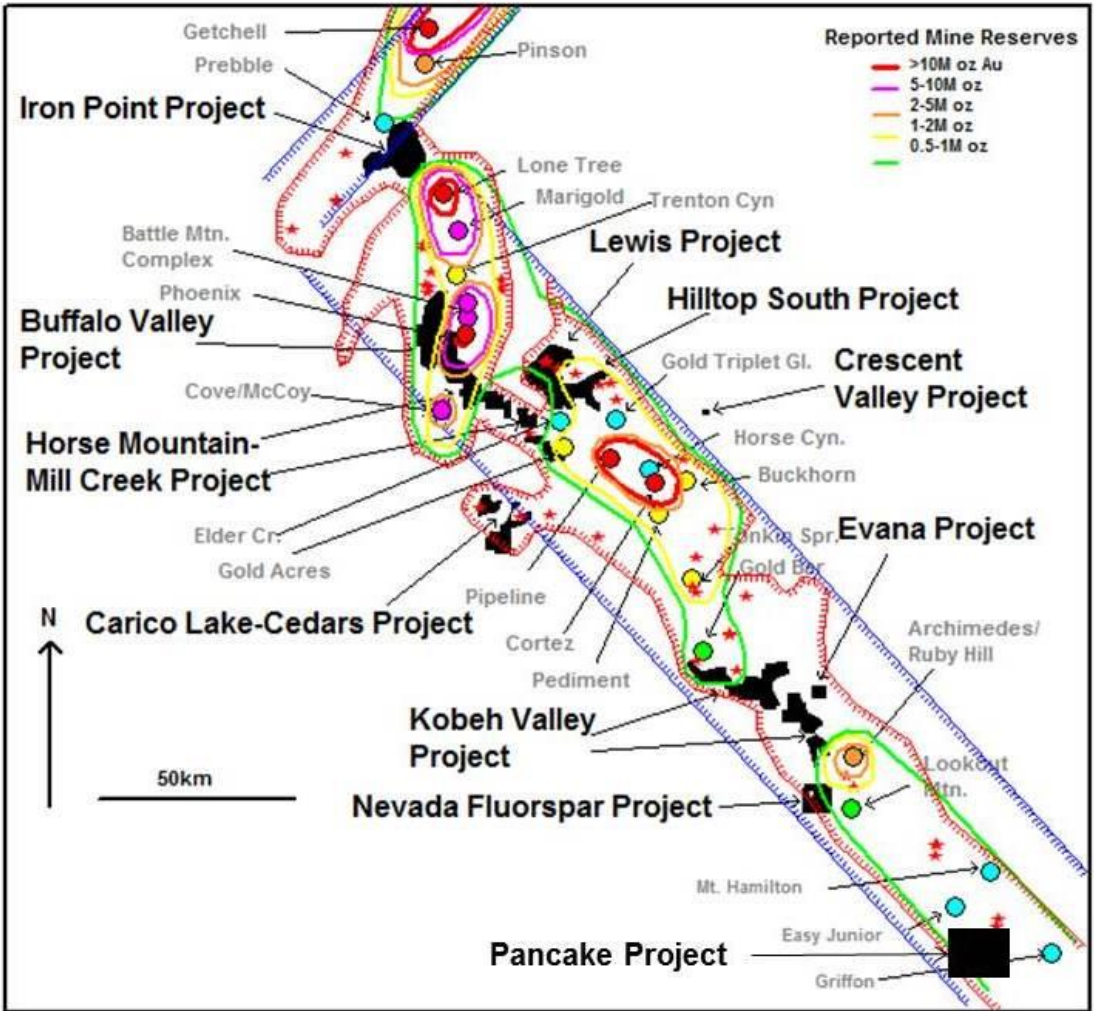 Getchell
Prebble
Pinson
Iron Point Project
Reported Mine Reserves
>10M oz Au
5-10M oz
2-5M oz
1-2M oz
0.5-1M oz
Lone Tree
Marigold
Trenton Cyn
Battle Mtn.
Complex
Phoenix
Lewis Project
Hilltop South Project
Buffalo Valley
Project
Gold Triplet Gl.
Crescent
Valley Project
Cove/McCoy
Horse Mountain-
Mill Creek Project
Horse Cyn.
Buckhorn
Elder Cr.
Gold Acres
Spr.
Evana Project
Gold Bar
Pipeline
N
Carico Lake-Cedars Project
Cortez
Pediment
Archimedes/
Ruby Hill
Kobeh Valley
Project
50km
Lookout
Mtn.
Nevada Fluorspar Project
Mt. Hamilton
Easy Junior
Pancake Project
Griffon